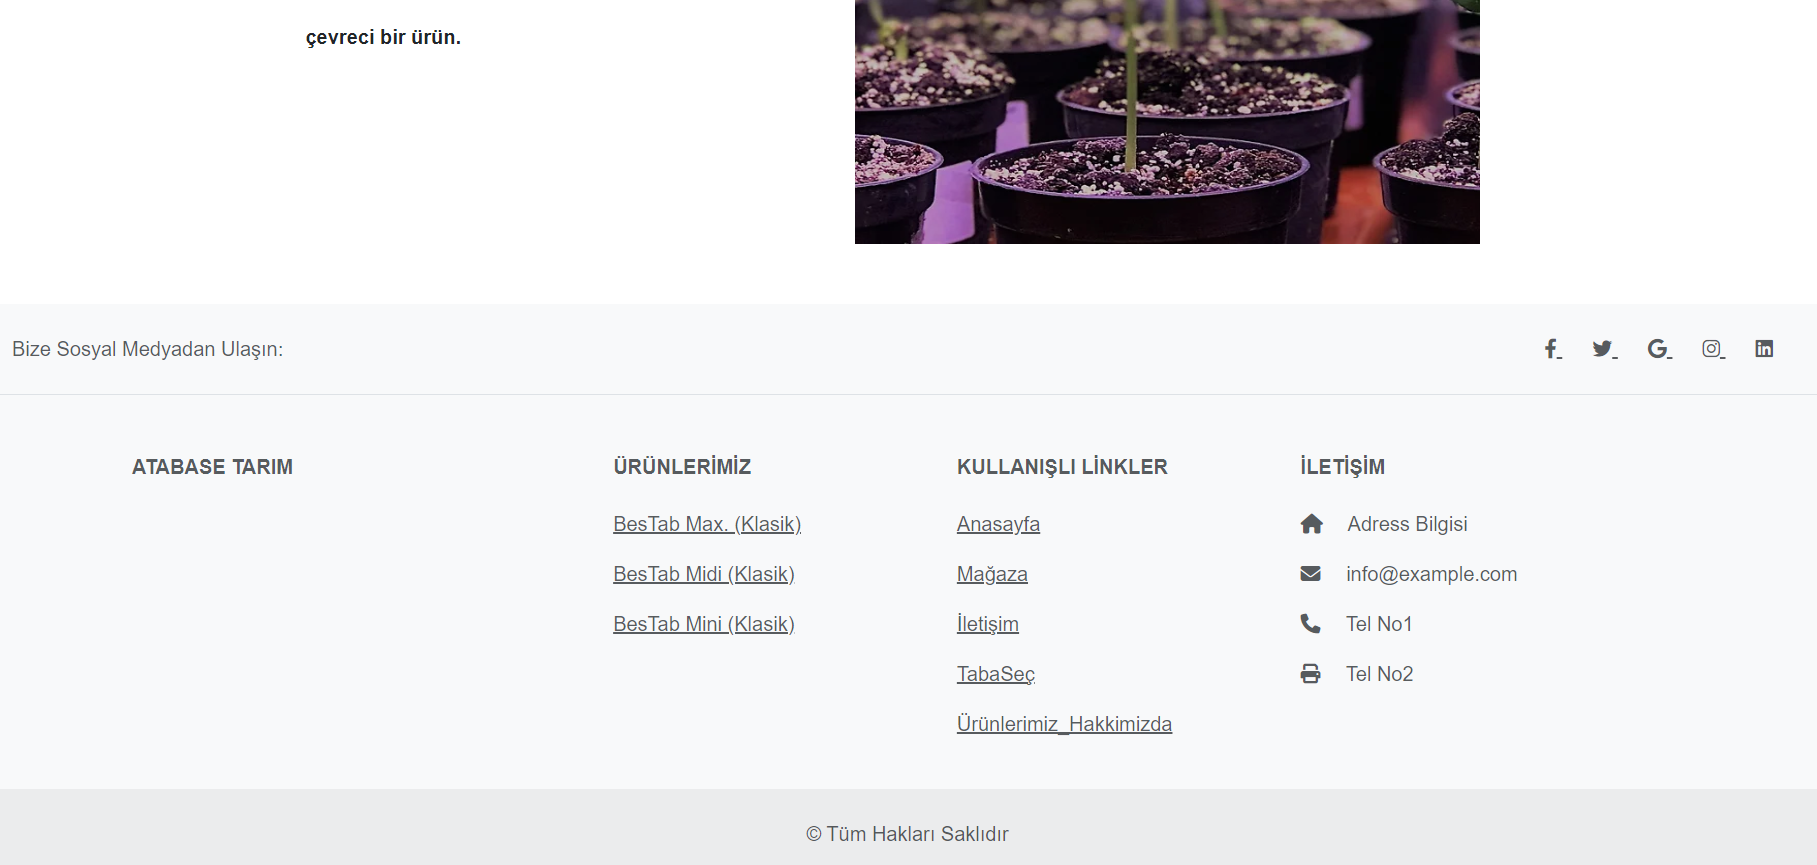 çevreci bir ürün.
Bize Sosyal Medyadan Ulaşın:
ATABASE TARIM
ÜRÜNLERİMİZ
BesTab Max. (Klasik)
BesTab Midi (Klasik)
BesTab Mini (Klasik)
KULLANIŞLI LİNKLER
Anasayfa
Mağaza
İletişim
TabaSeç
Ürünlerimiz_Hakkimizda
İLETİŞİM
Adress Bilgisi
info@example.com
Tel No1
Tel No2
© Tüm Hakları Saklıdır